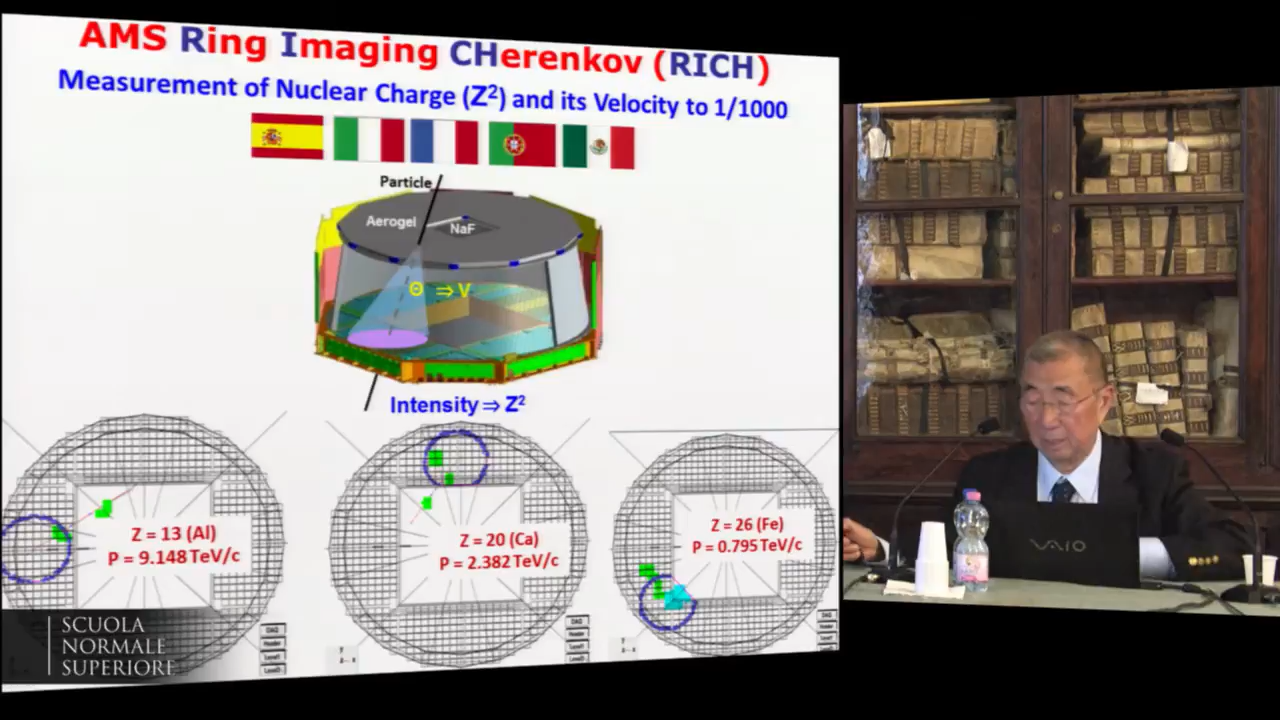 AMS Ring Imaging CHerenkov (RICH)
Measurement of Nuclear Charge (Z²) and its Velocity to 1/1000
Particle
Aerogel
NaF
Θ ⇒ V
Intensity ⇒ Z²
Z = 13 (Al)
P = 9.148 TeV/c
Z = 20 (Ca)
P = 2.382 TeV/c
Z = 26 (Fe)
P = 0.795 TeV/c
SCUOLA
NORMALE
SUPERIORE
VAIO